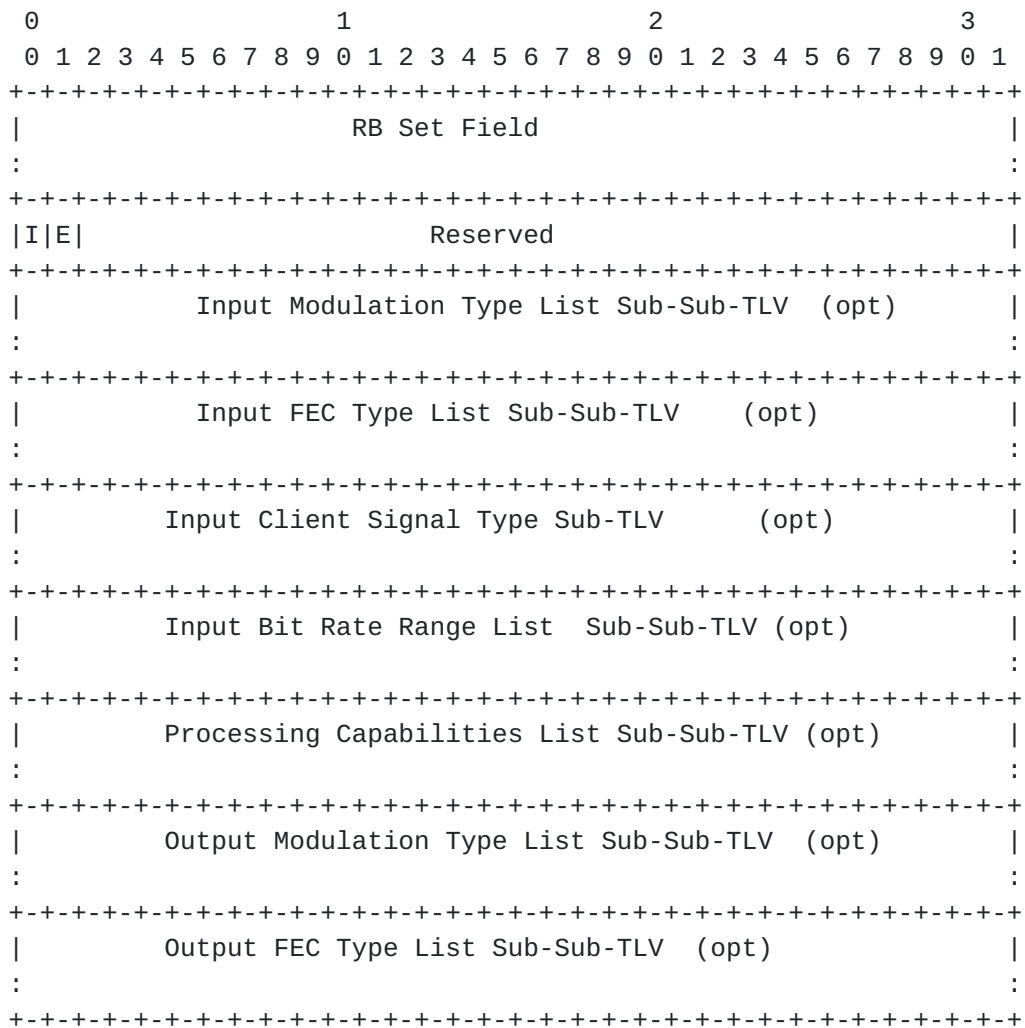 0                   1                   2                   3
 0 1 2 3 4 5 6 7 8 9 0 1 2 3 4 5 6 7 8 9 0 1 2 3 4 5 6 7 8 9 0 1
+-+-+-+-+-+-+-+-+-+-+-+-+-+-+-+-+-+-+-+-+-+-+-+-+-+-+-+-+-+-+-+-+
|                     RB Set Field                              |
:                                                               :
+-+-+-+-+-+-+-+-+-+-+-+-+-+-+-+-+-+-+-+-+-+-+-+-+-+-+-+-+-+-+-+-+
|I|E|                      Reserved                             |
+-+-+-+-+-+-+-+-+-+-+-+-+-+-+-+-+-+-+-+-+-+-+-+-+-+-+-+-+-+-+-+-+
|           Input Modulation Type List Sub-Sub-TLV  (opt)       |
:                                                               :
+-+-+-+-+-+-+-+-+-+-+-+-+-+-+-+-+-+-+-+-+-+-+-+-+-+-+-+-+-+-+-+-+
|           Input FEC Type List Sub-Sub-TLV    (opt)            |
:                                                               :
+-+-+-+-+-+-+-+-+-+-+-+-+-+-+-+-+-+-+-+-+-+-+-+-+-+-+-+-+-+-+-+-+
|         Input Client Signal Type Sub-TLV      (opt)           |
:                                                               :
+-+-+-+-+-+-+-+-+-+-+-+-+-+-+-+-+-+-+-+-+-+-+-+-+-+-+-+-+-+-+-+-+
|         Input Bit Rate Range List  Sub-Sub-TLV (opt)          |
:                                                               :
+-+-+-+-+-+-+-+-+-+-+-+-+-+-+-+-+-+-+-+-+-+-+-+-+-+-+-+-+-+-+-+-+
|         Processing Capabilities List Sub-Sub-TLV (opt)        |
:                                                               :
+-+-+-+-+-+-+-+-+-+-+-+-+-+-+-+-+-+-+-+-+-+-+-+-+-+-+-+-+-+-+-+-+
|         Output Modulation Type List Sub-Sub-TLV  (opt)        |
:                                                               :
+-+-+-+-+-+-+-+-+-+-+-+-+-+-+-+-+-+-+-+-+-+-+-+-+-+-+-+-+-+-+-+-+
|         Output FEC Type List Sub-Sub-TLV  (opt)               |
:                                                               :
+-+-+-+-+-+-+-+-+-+-+-+-+-+-+-+-+-+-+-+-+-+-+-+-+-+-+-+-+-+-+-+-+